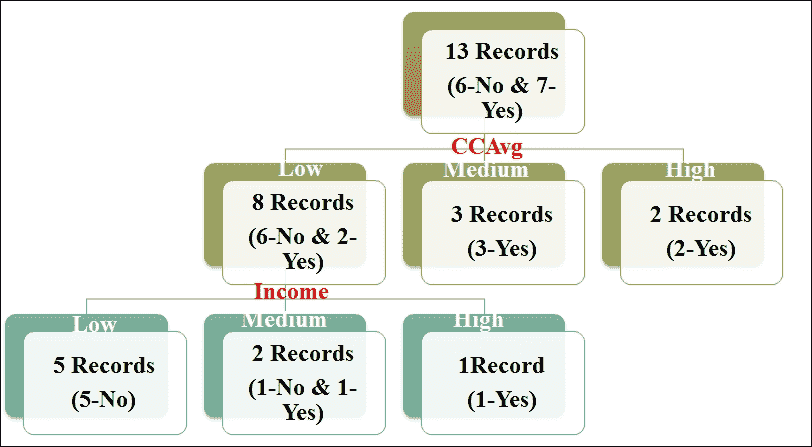 13 Records
(6-No & 7-
Yes)
CCAvg
Low
Medium
High
8 Records
(6-No & 2-
Yes)
3 Records
(3-Yes)
2 Records
(2-Yes)
Income
Low
Medium
High
5 Records
(5-No)
2 Records
(1-No & 1-
Yes)
1Record
(1-Yes)